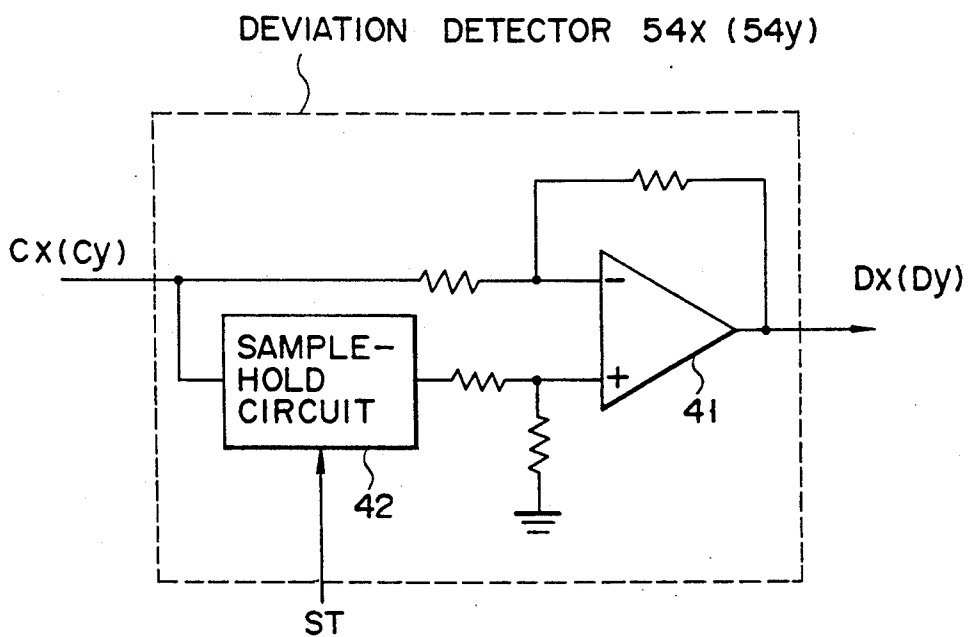 DEVIATION DETECTOR 54x (54y)
Cx(Cy)
Dx(Dy)
−
SAMPLE-
HOLD
CIRCUIT
+
41
42
ST